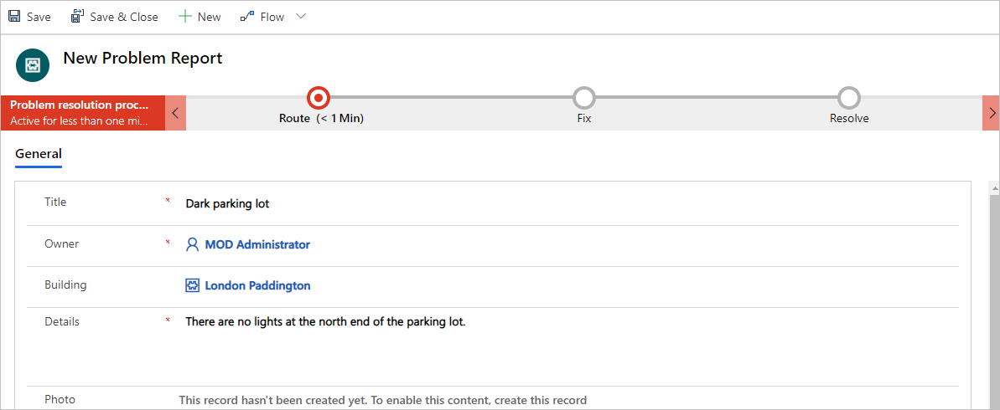 Save Save & Close New Flow
New Problem Report
Problem resolution proc...
Active for less than one mi...
Route (< 1 Min) Fix Resolve
General
Title * Dark parking lot
Owner * MOD Administrator
Building London Paddington
Details * There are no lights at the north end of the parking lot.
Photo This record hasn't been created yet. To enable this content, create this record